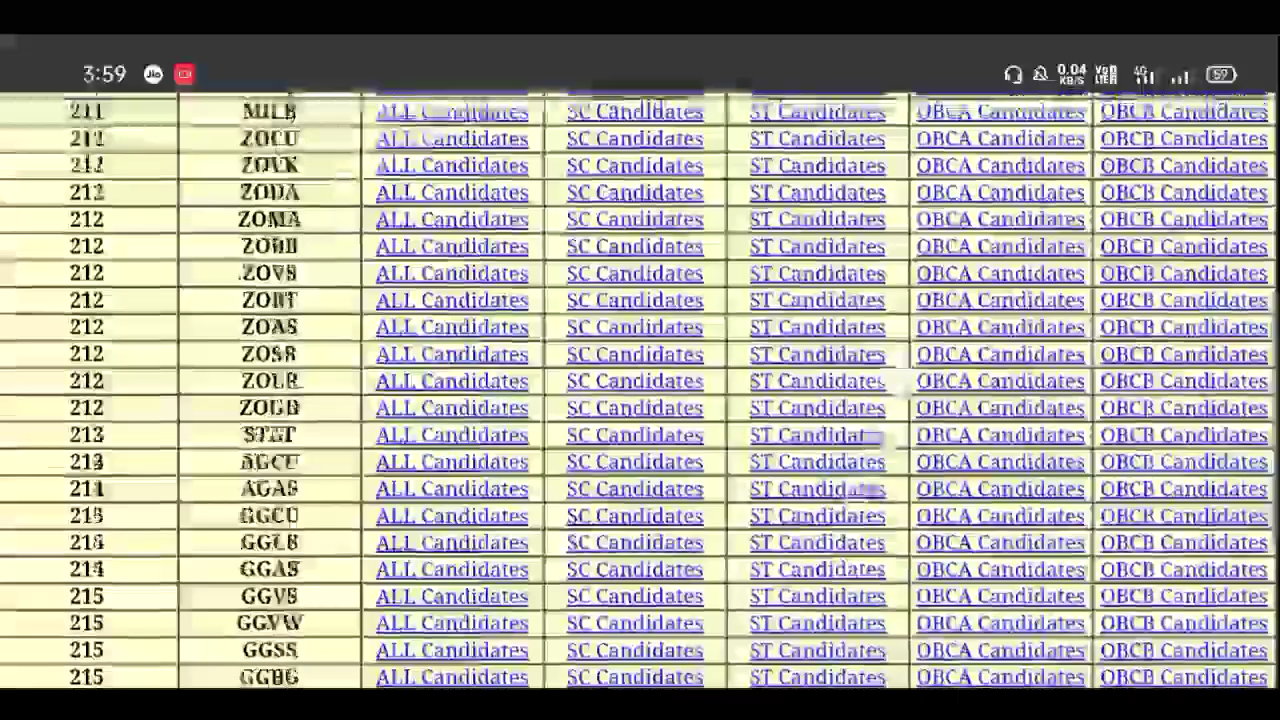 3:59 Jio 0.04 KB/S 4G 59
ALL Candidates SC Candidates ST Candidates OBCA Candidates OBCB Candidates
ALL Candidates SC Candidates ST Candidates OBCA Candidates OBCB Candidates
ALL Candidates SC Candidates ST Candidates OBCA Candidates OBCB Candidates
212 ZODA ALL Candidates SC Candidates ST Candidates OBCA Candidates OBCB Candidates
212 ZOMA ALL Candidates SC Candidates ST Candidates OBCA Candidates OBCB Candidates
212 ALL Candidates SC Candidates ST Candidates OBCA Candidates OBCB Candidates
212 ZOVS ALL Candidates SC Candidates ST Candidates OBCA Candidates OBCB Candidates
212 ALL Candidates SC Candidates ST Candidates OBCA Candidates OBCB Candidates
212 ZOAS ALL Candidates SC Candidates ST Candidates OBCA Candidates OBCB Candidates
212 ALL Candidates SC Candidates ST Candidates OBCA Candidates OBCB Candidates
212 ALL Candidates SC Candidates ST Candidates OBCA Candidates OBCB Candidates
212 ALL Candidates SC Candidates ST Candidates OBCA Candidates OBCB Candidates
213 ALL Candidates SC Candidates ST OBCA Candidates OBCB Candidates
ALL Candidates SC Candidates ST Candidates OBCA Candidates OBCB Candidates
AGAS ALL Candidates SC Candidates ST Candidates OBCA Candidates OBCB Candidates
ALL Candidates SC Candidates ST Candidates OBCA Candidates OBCB Candidates
ALL Candidates SC Candidates ST Candidates OBCA Candidates OBCB Candidates
214 GGAS ALL Candidates SC Candidates ST Candidates OBCA Candidates OBCB Candidates
215 GGVS ALL Candidates SC Candidates ST Candidates OBCA Candidates OBCB Candidates
215 GGVW ALL Candidates SC Candidates ST Candidates OBCA Candidates OBCB Candidates
215 GGSS ALL Candidates SC Candidates ST Candidates OBCA Candidates OBCB Candidates
215 ALL Candidates SC Candidates ST Candidates OBCA Candidates OBCB Candidates